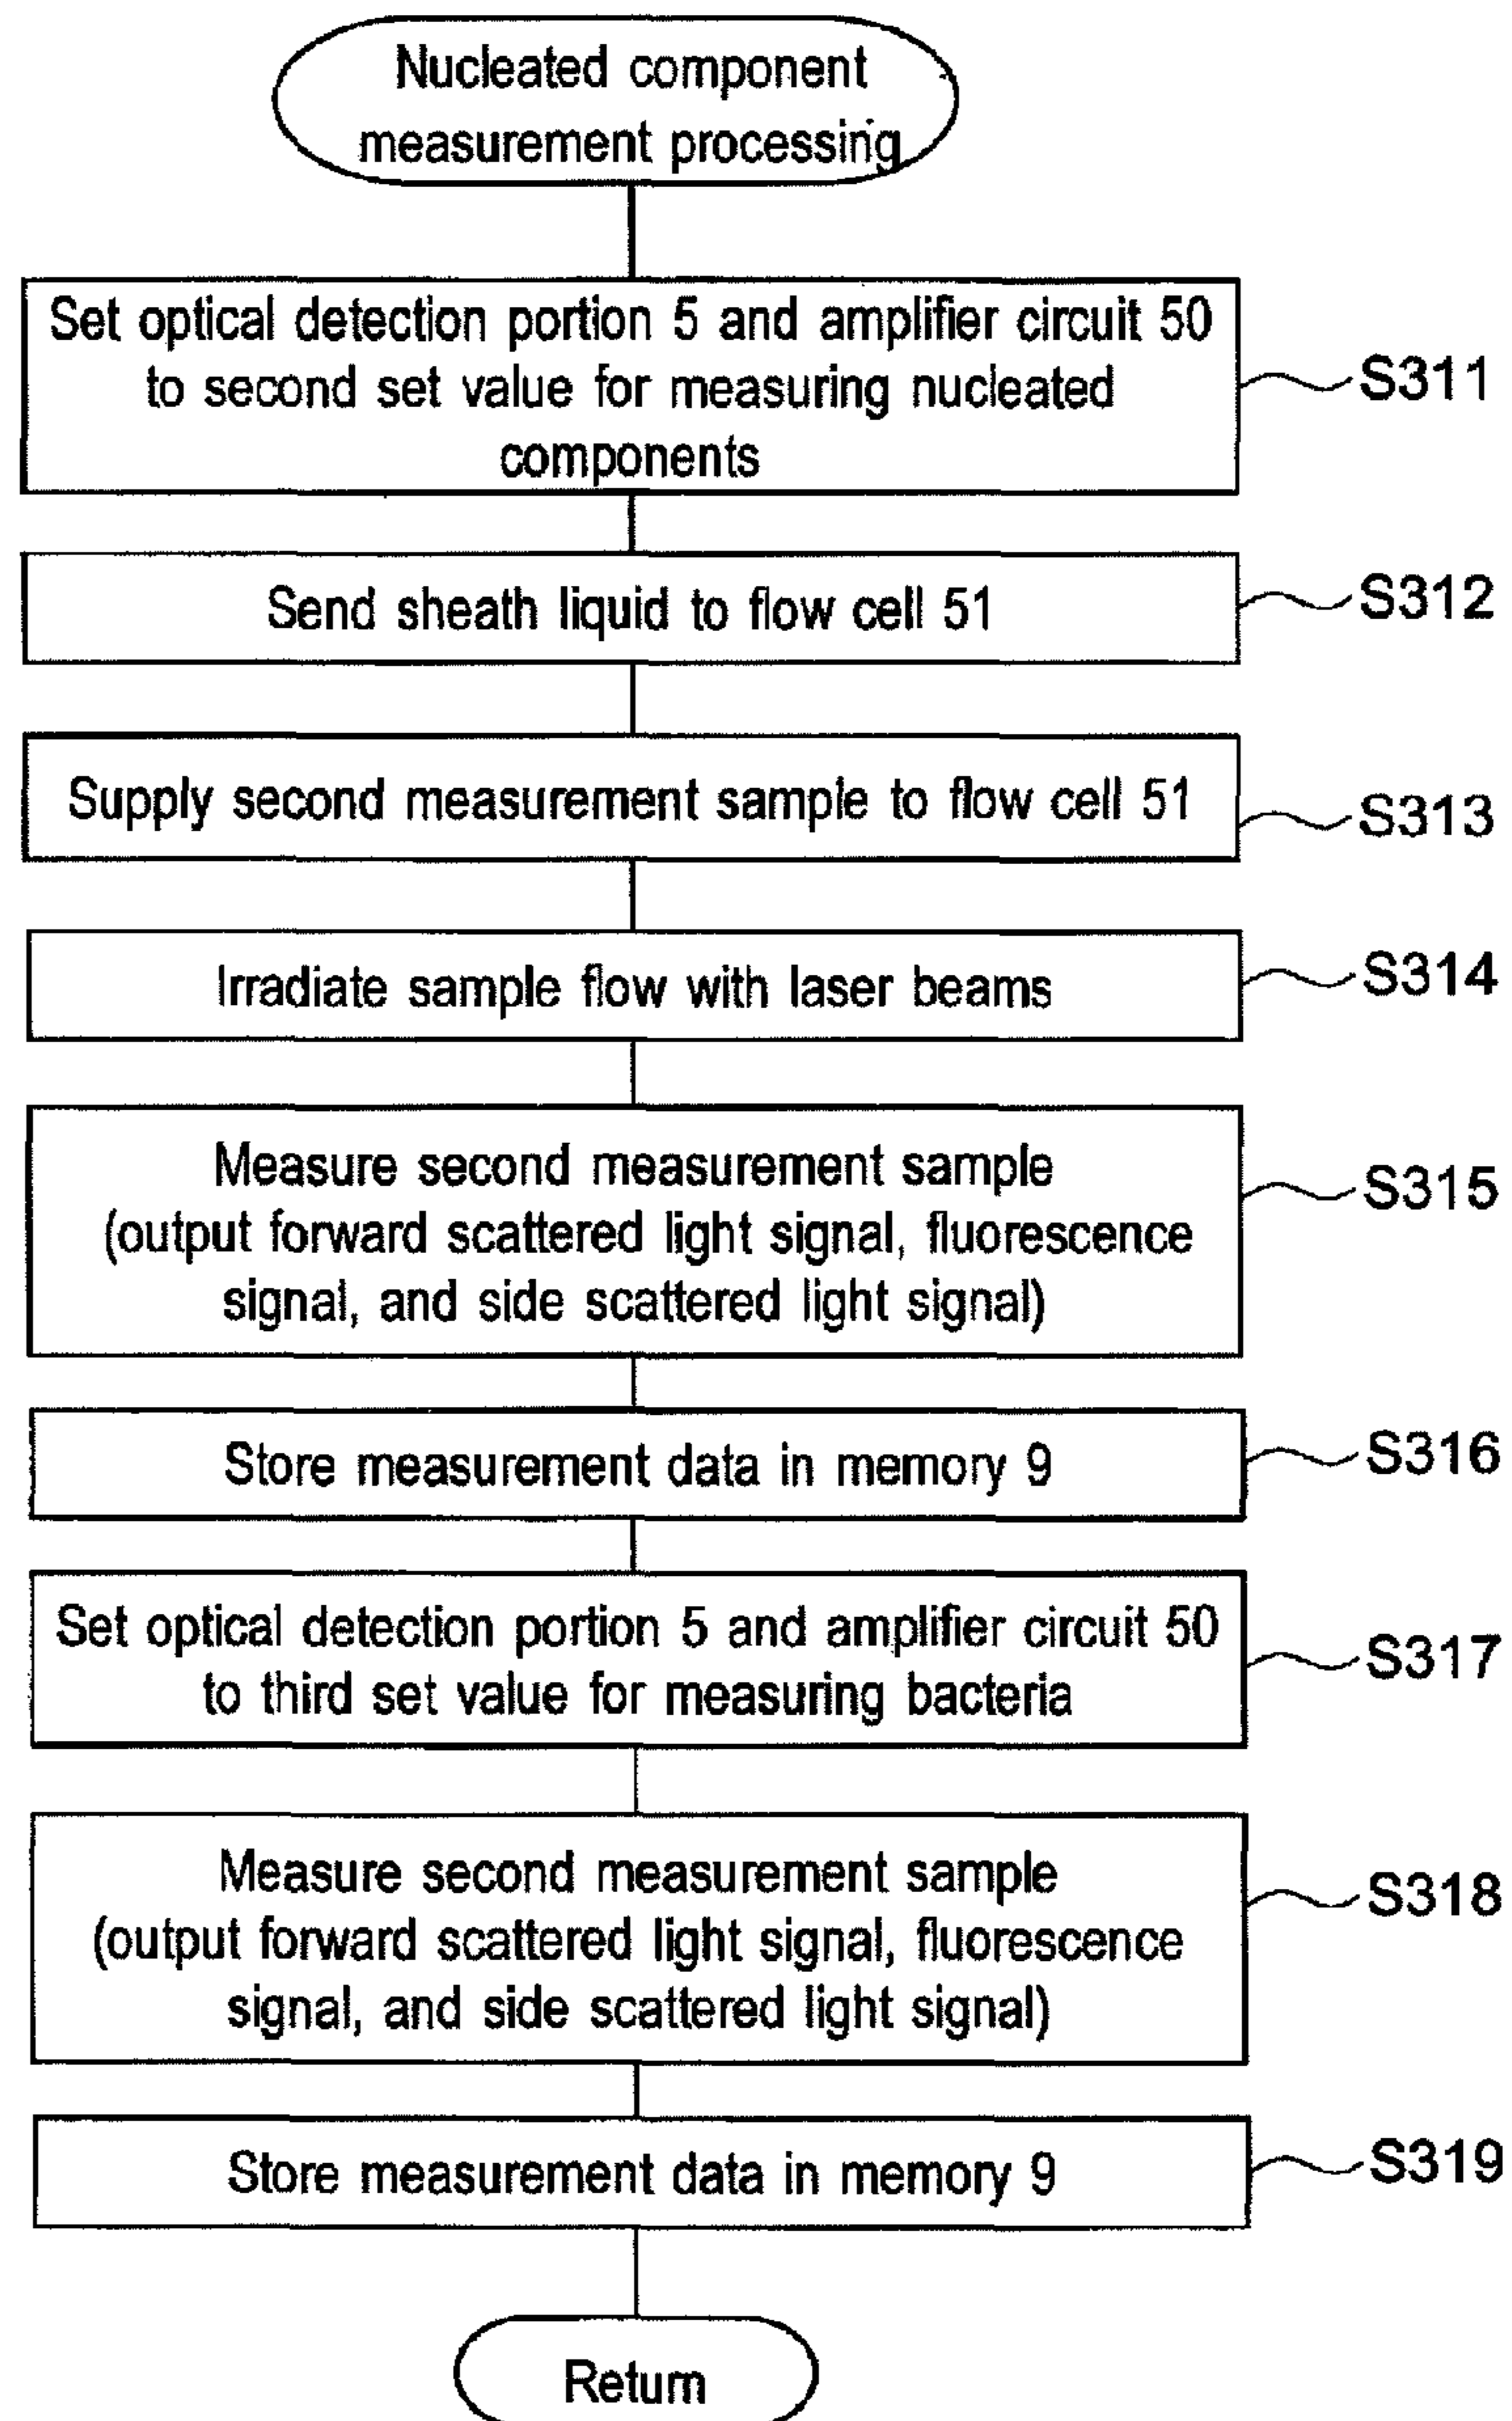 Nucleated component
measurement processing
Set optical detection portion 5 and amplifier circuit 50
to second set value for measuring nucleated
components
S311
Send sheath liquid to flow cell 51
S312
Supply second measurement sample to flow cell 51
S313
Irradiate sample flow with laser beams
S314
Measure second measurement sample
(output forward scattered light signal, fluorescence
signal, and side scattered light signal)
S315
Store measurement data in memory 9
S316
Set optical detection portion 5 and amplifier circuit 50
to third set value for measuring bacteria
S317
Measure second measurement sample
(output forward scattered light signal, fluorescence
signal, and side scattered light signal)
S318
Store measurement data in memory 9
S319
Return